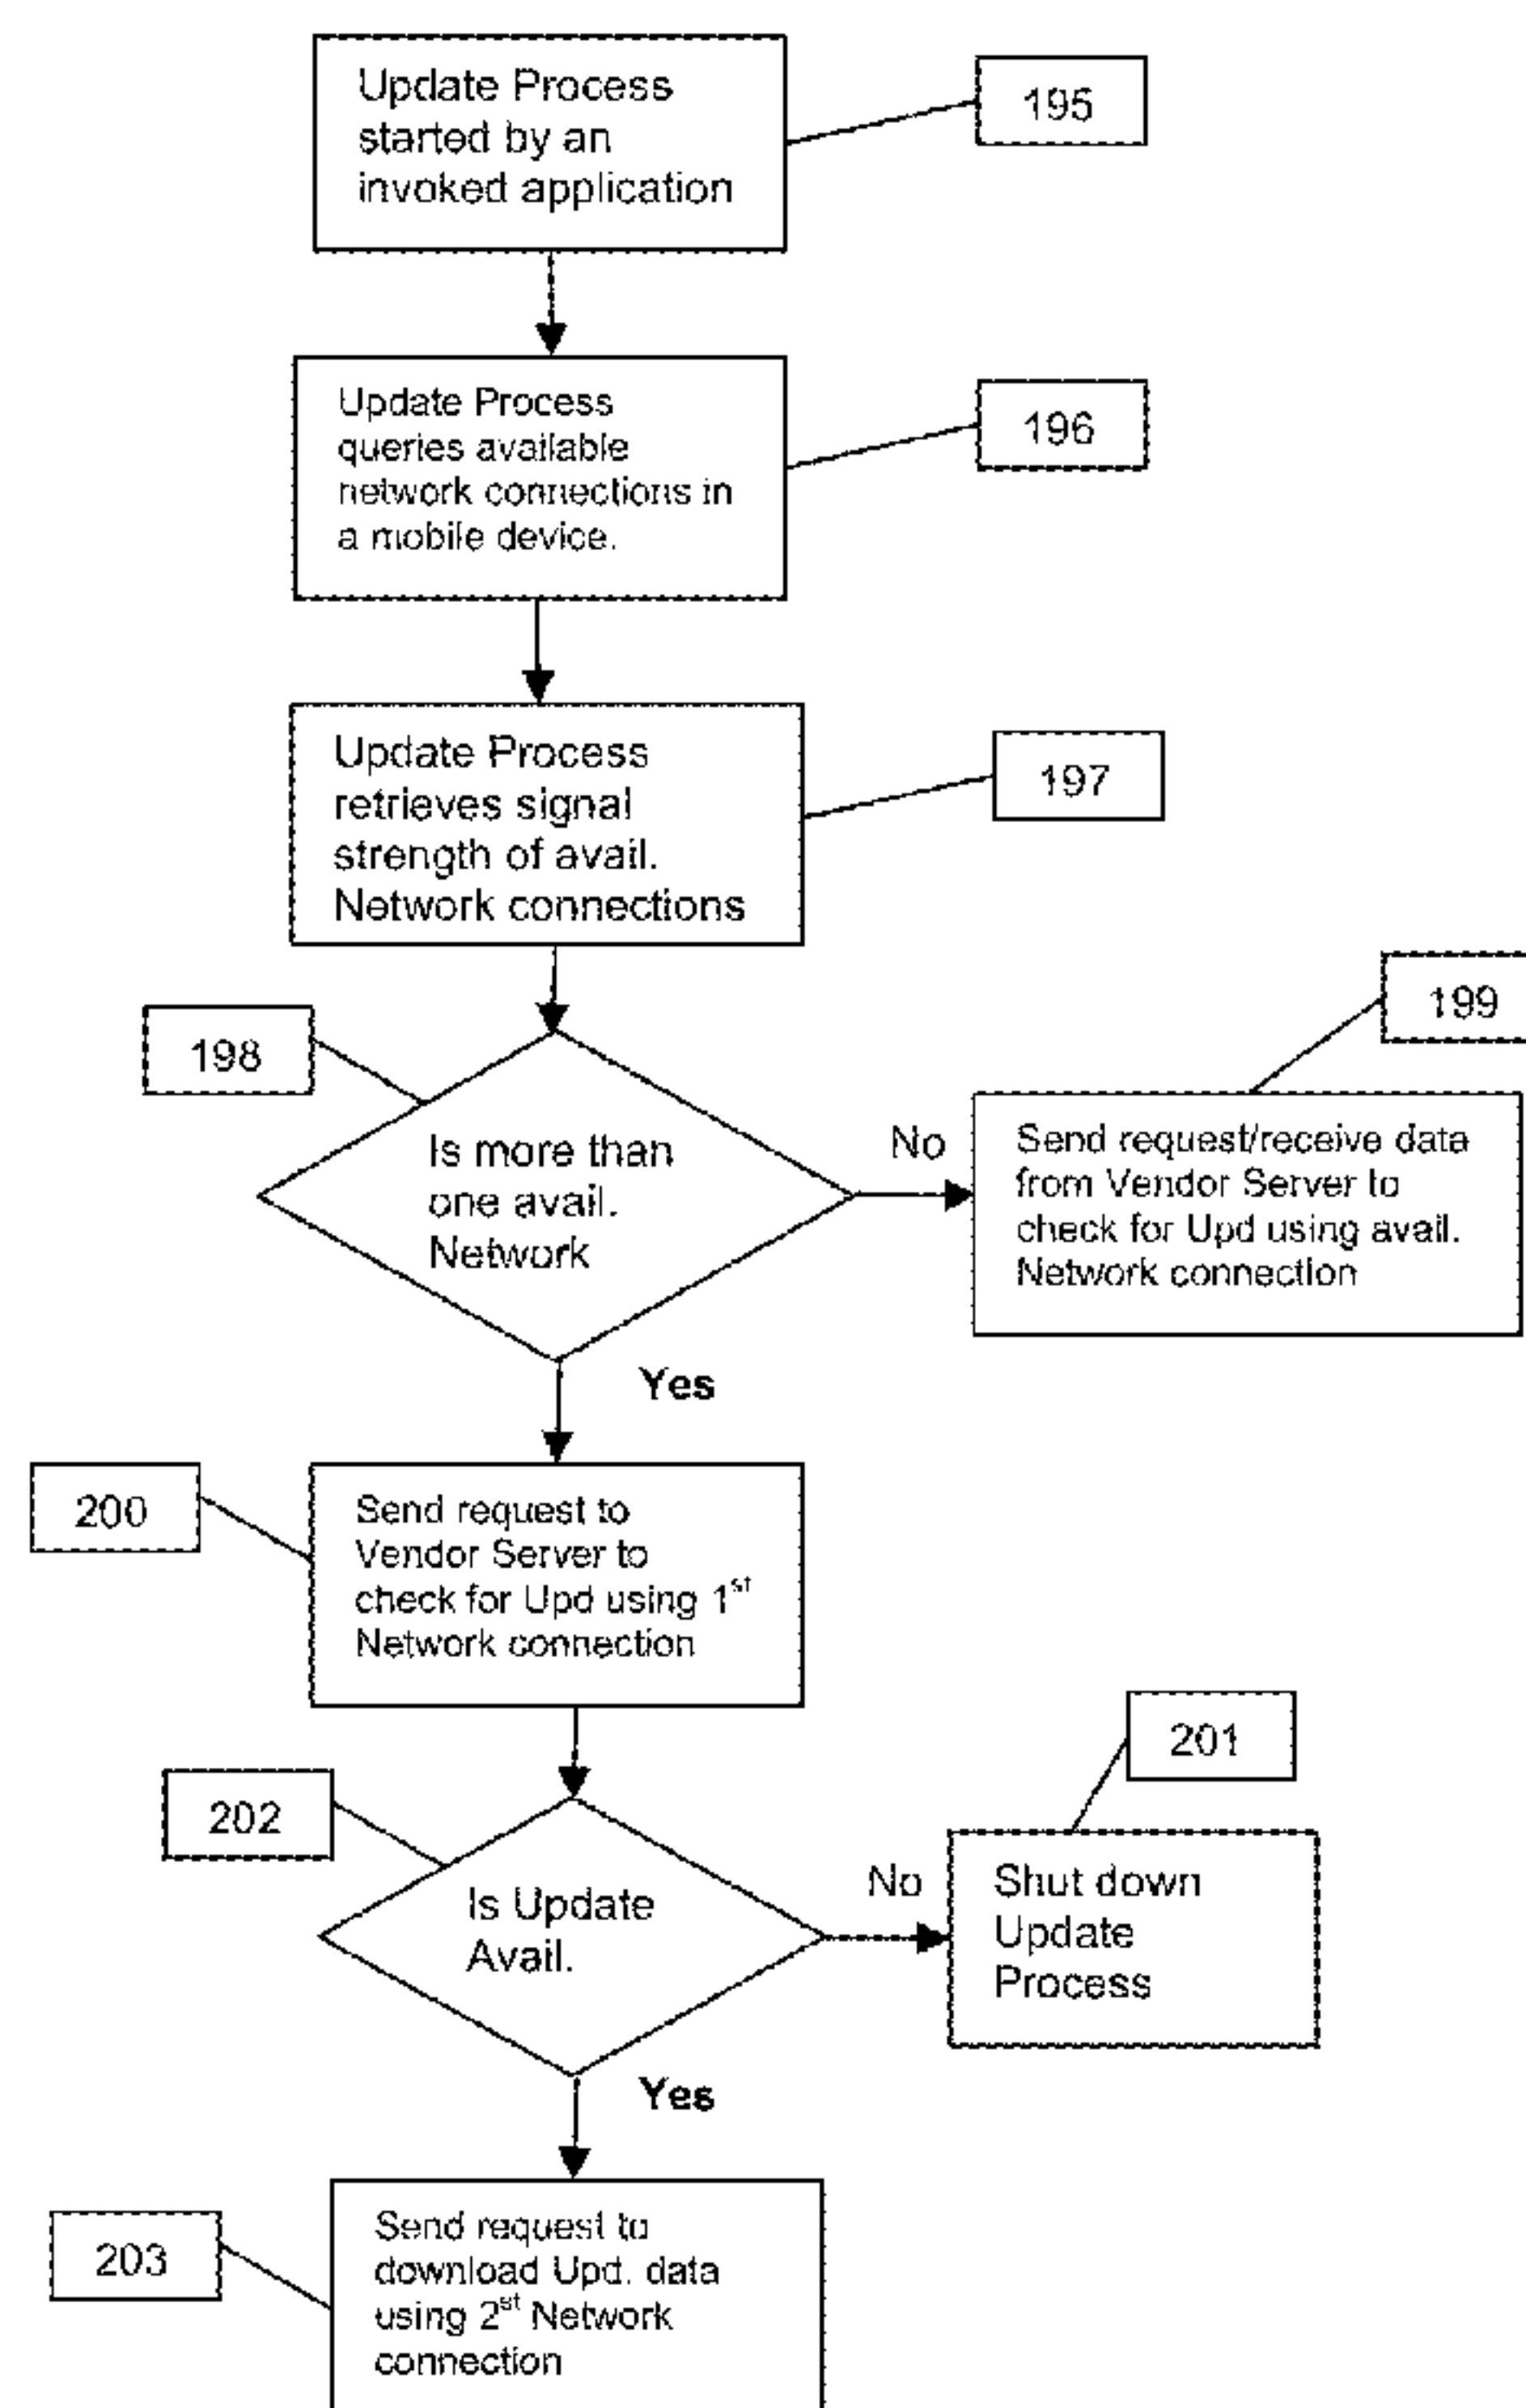 Update Process
started by an
invoked application
195
Update Process
queries available
network connections in
a mobile device.
196
Update Process
retrieves signal
strength of avail.
Network connections
197
198
Is more than
one avail.
Network
No
199
Send request/receive data
from Vendor Server to
check for Upd using avail.
Network connection
Yes
200
Send request to
Vendor Server to
check for Upd using 1st
Network connection
202
Is Update
Avail.
No
201
Shut down
Update
Process
Yes
203
Send request to
download Upd. data
using 2st Network
connection